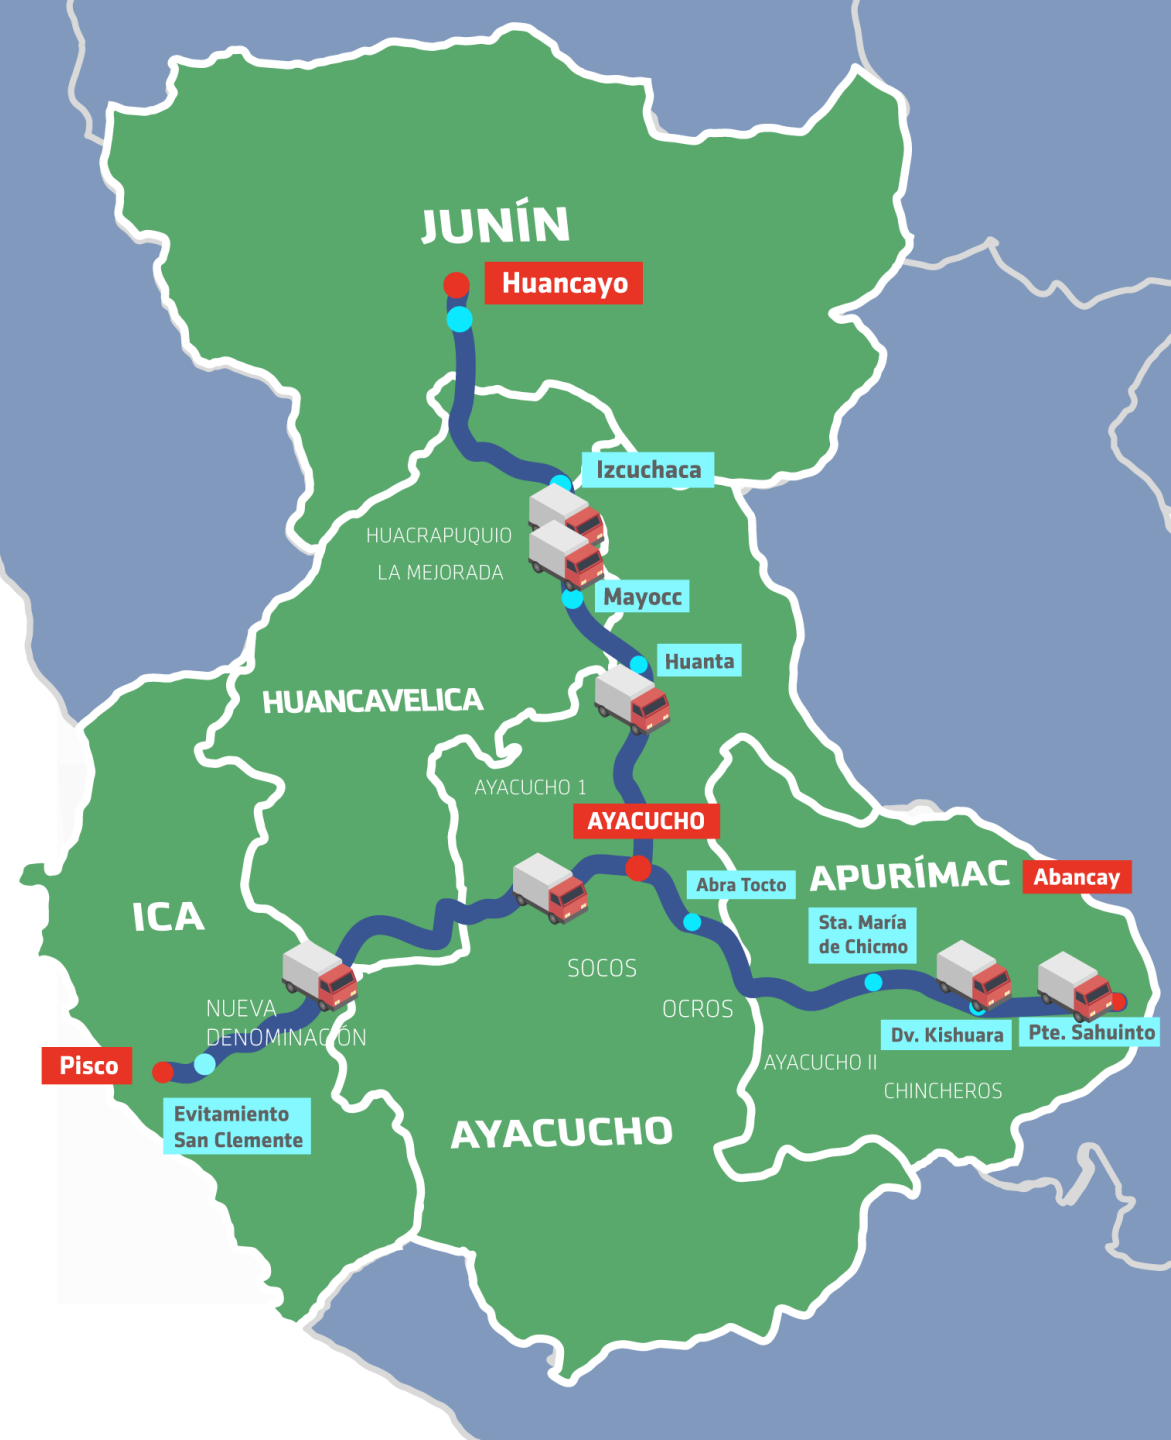 JUNÍN
Huancayo
Izcuchaca
HUACRAPUQUIO
LA MEJORADA
Mayocc
Huanta
HUANCAVELICA
AYACUCHO 1
AYACUCHO
APURÍMAC
Abancay
Abra Tocto
ICA
Sta. María
de Chicmo
SOCOS
NUEVA
DENOMINACIÓN
OCROS
Dv. Kishuara
Pte. Sahuinto
Pisco
AYACUCHO II
CHINCHEROS
Evitamiento
San Clemente
AYACUCHO